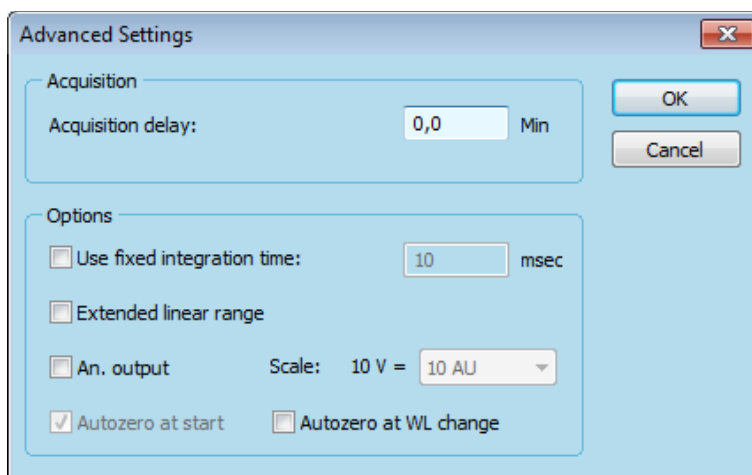 Advanced Settings
Acquisition
Acquisition delay: 0,0 Min
OK
Cancel
Options
Use fixed integration time: 10 msec
Extended linear range
An. output Scale: 10 V = 10 AU
Autozero at start Autozero at WL change